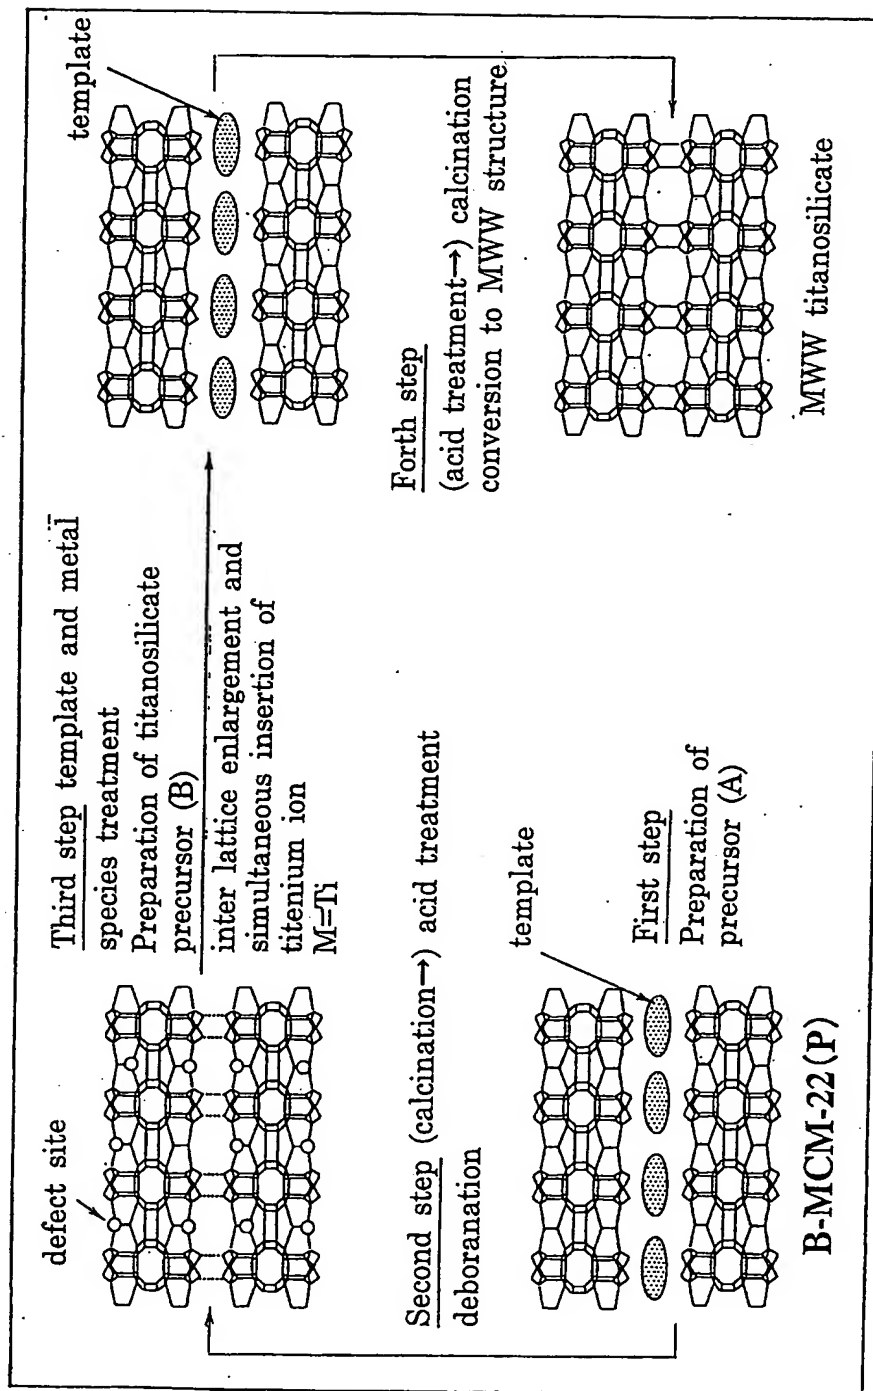 defect site
Third step template and metal
species treatment
Preparation of titanosilicate
precursor (B)
inter lattice enlargement and
simultaneous insertion of
titenium ion
M=Ti
template
Second step (calcination→) acid treatment
deboranation
Forth step
(acid treatment→) calcination
conversion to MWW structure
template
First step
Preparation of
precursor (A)
B-MCM-22(P)
MWW titanosilicate